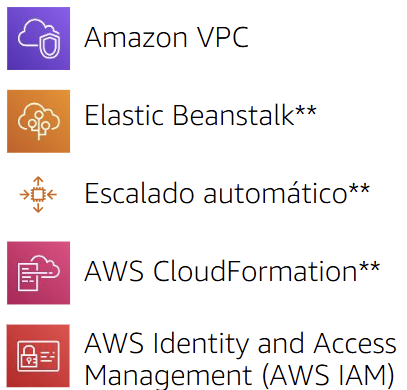 Amazon VPC
Elastic Beanstalk**
Escalado automático**
AWS CloudFormation**
AWS Identity and Access
Management (AWS IAM)